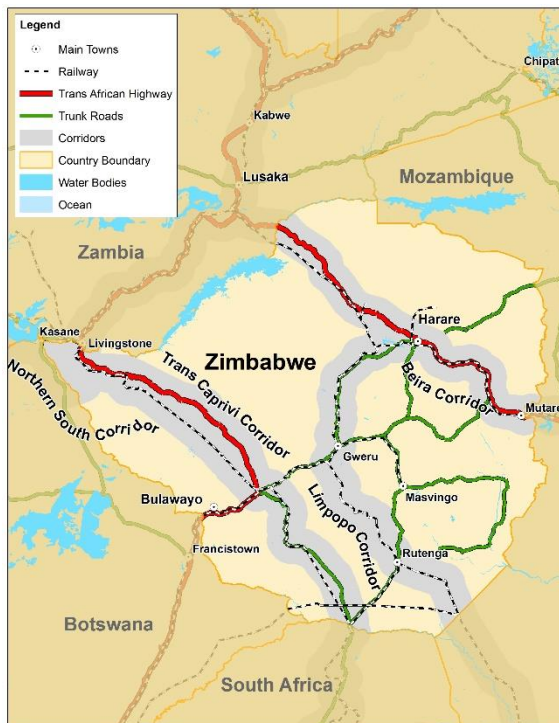 Legend
Main Towns
Railway
Trans African Highway
Trunk Roads
Corridors
Country Boundary
Water Bodies
Ocean
Chipat
Kabwe
Lusaka
Mozambique
Zambia
Harare
Kasane
Livingstone
Zimbabwe
Trans Caprivi Corridor
Beira Corridor
Northern South Corridor
Mutare
Gweru
Bulawayo
Masvingo
Limpopo Corridor
Francistown
Rutenga
Botswana
South Africa